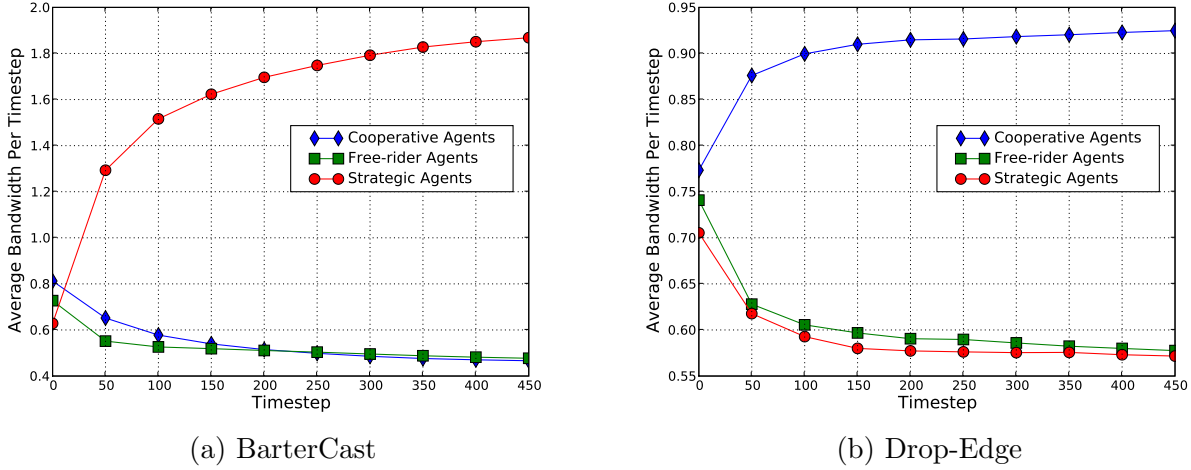 2.0
1.8
1.6
1.4
1.2
1.0
0.8
0.6
0.4
Average Bandwidth Per Timestep
Cooperative Agents
Free-rider Agents
Strategic Agents
0 50 100 150 200 250 300 350 400 450
Timestep
(a) BarterCast
0.95
0.90
0.85
0.80
0.75
0.70
0.65
0.60
0.55
Average Bandwidth Per Timestep
Cooperative Agents
Free-rider Agents
Strategic Agents
0 50 100 150 200 250 300 350 400 450
Timestep
(b) Drop-Edge